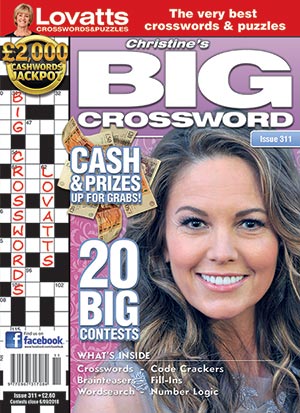 Lovatts
CROSSWORDS&PUZZLES
The very best
crosswords & puzzles
£2,000
CASHWORDS
JACKPOT
Christine's
BIG
CROSSWORD
Issue 311
CASH
& PRIZES
UP FOR GRABS!
BIG CROSSWORDS
LOVATTS
20
BIG
CONTESTS
WHAT'S INSIDE
Crosswords - Code Crackers
Brainteasers - Fill-Ins
Wordsearch - Number Logic
Find us on
facebook
Issue 311 • £2.60